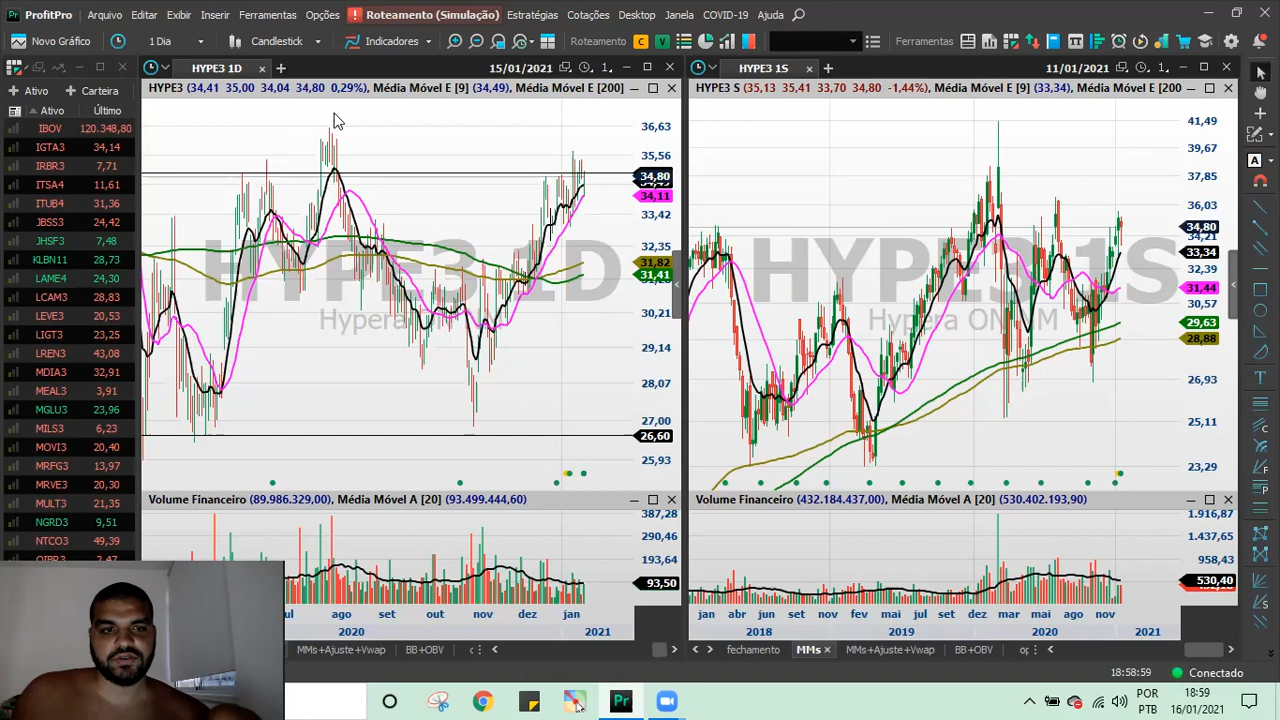 ProfitPro Arquivo Editar Exibir Inserir Ferramentas Opções Roteamento (Simulação) Estratégias Cotações Desktop Janela COVID-19 Ajuda
Novo Gráfico 1 Dia Candlestick Indicadores Roteamento C V Ferramentas
HYPE3 1D 15/01/2021 1
HYPE3 1S 11/01/2021 1
Ativo Carteira
Ativo Último
IBOV 120.348,80
IGTA3 34,14
IRBR3 7,71
ITSA4 11,61
ITUB4 31,36
JBSS3 24,42
JHSF3 7,48
KLBN11 28,73
LAME4 24,30
LCAM3 28,83
LEVE3 20,53
LIGT3 23,25
LREN3 43,08
MDIA3 32,91
MEAL3 3,91
MGLU3 23,96
MILS3 6,23
MOVI3 20,40
MRFG3 13,97
MRVE3 20,30
MULT3 21,35
NGRD3 9,51
NTCO3 49,39
HYPE3 (34,41 35,00 34,04 34,80 0,29%), Média Móvel E [9] (34,49), Média Móvel E [200]
36,63
35,56
34,80
34,11
33,42
32,35
31,82
31,41
30,21
29,14
28,07
27,00
26,60
25,93
HYPE3 1D
Hypera
Volume Financeiro (89.986.329,00), Média Móvel A [20] (93.499.444,60)
387,28
290,46
193,64
93,50
jul ago set out nov dez jan
2020 2021
MMs+Ajuste+Vwap BB+OBV
HYPE3 S (35,13 35,41 33,70 34,80 -1,44%), Média Móvel E [9] (33,34), Média Móvel E [200
41,49
39,67
37,85
36,03
34,80
34,21
33,34
32,39
31,44
30,57
29,63
28,88
26,93
25,11
23,29
HYPE3 1S
Hypera ON NM
Volume Financeiro (432.184.437,00), Média Móvel A [20] (530.402.193,90)
1.916,87
1.437,65
958,43
530,40
jan abr jun set nov fev mai jul set dez mar mai ago nov
2018 2019 2020 2021
fechamento MMs MMs+Ajuste+Vwap BB+OBV
18:58:59 Conectado
Pr
POR
PTB
18:59
16/01/2021